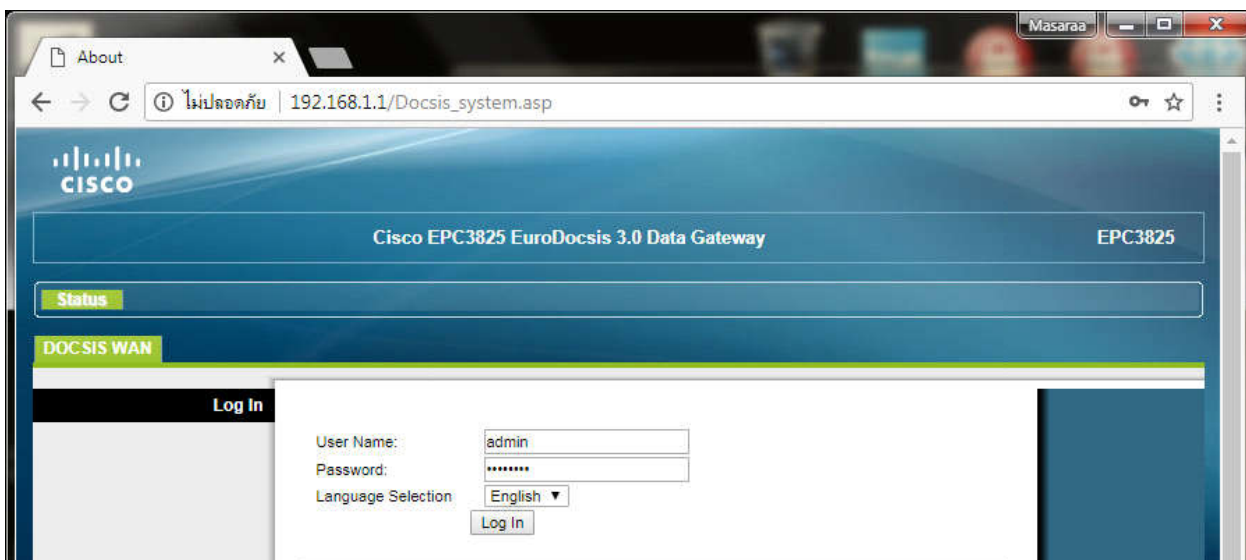 Masaraa
About
ไม่ปลอดภัย 192.168.1.1/Docsis_system.asp
CISCO
Cisco EPC3825 EuroDocsis 3.0 Data Gateway EPC3825
Status
DOCSIS WAN
Log In
User Name: admin
Password: ••••••••
Language Selection English
Log In